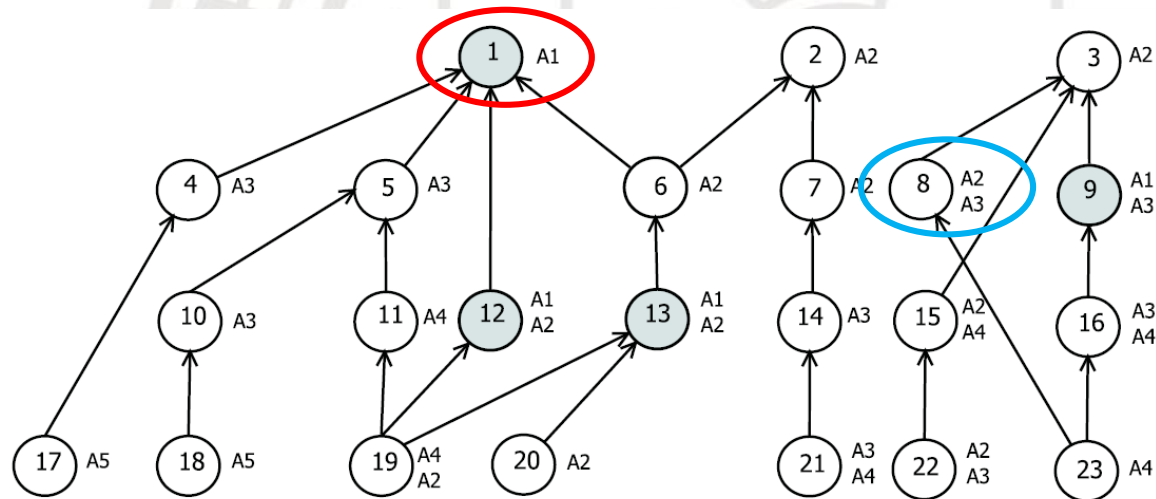 1 A1
2 A2
3 A2
4 A3
5 A3
6 A2
7 A2
8 A2
A3
9 A1
A3
10 A3
11 A4
12 A1
A2
13 A1
A2
14 A3
15 A2
A4
16 A3
A4
17 A5
18 A5
19 A4
A2
20 A2
21 A3
A4
22 A2
A3
23 A4